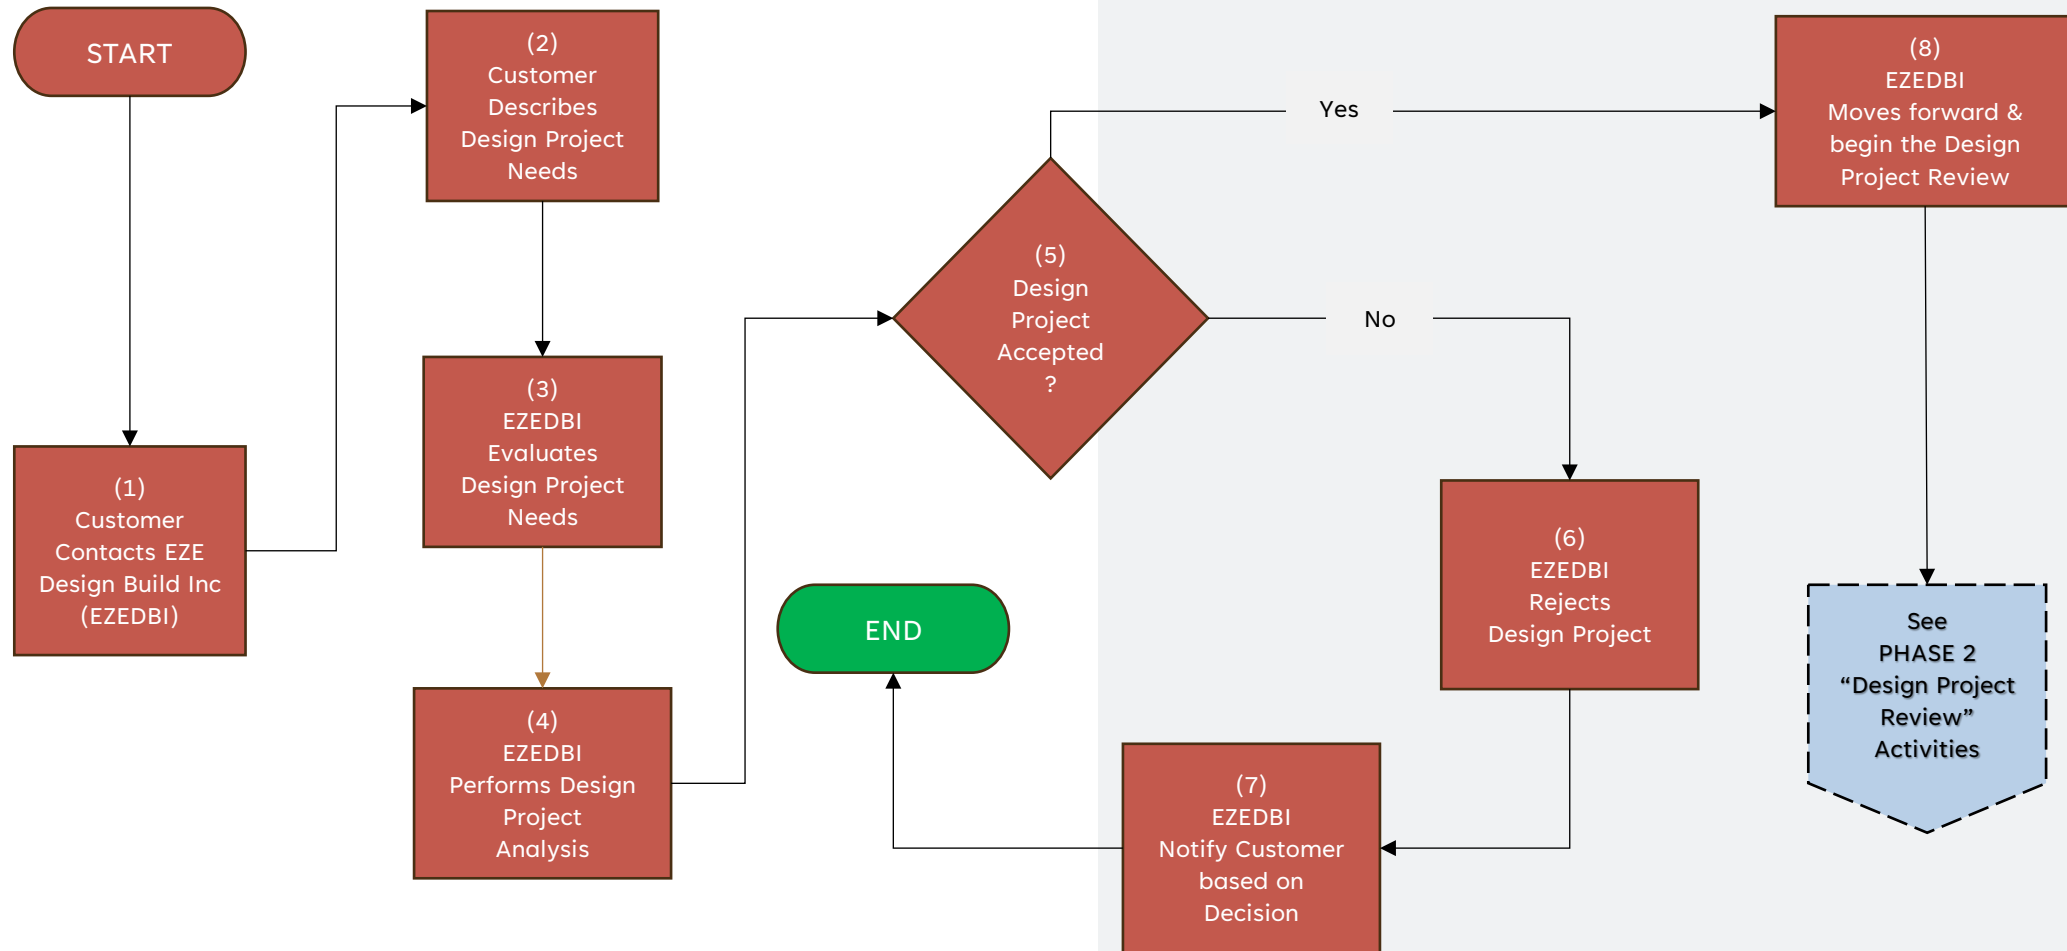 START
(1)
Customer
Contacts EZE
Design Build Inc
(EZEDBI)
(2)
Customer
Describes
Design Project
Needs
(3)
EZEDBI
Evaluates
Design Project
Needs
(4)
EZEDBI
Performs Design
Project
Analysis
(5)
Design
Project
Accepted
?
Yes
No
(6)
EZEDBI
Rejects
Design Project
(7)
EZEDBI
Notify Customer
based on
Decision
END
(8)
EZEDBI
Moves forward &
begin the Design
Project Review
See
PHASE 2
“Design Project
Review”
Activities